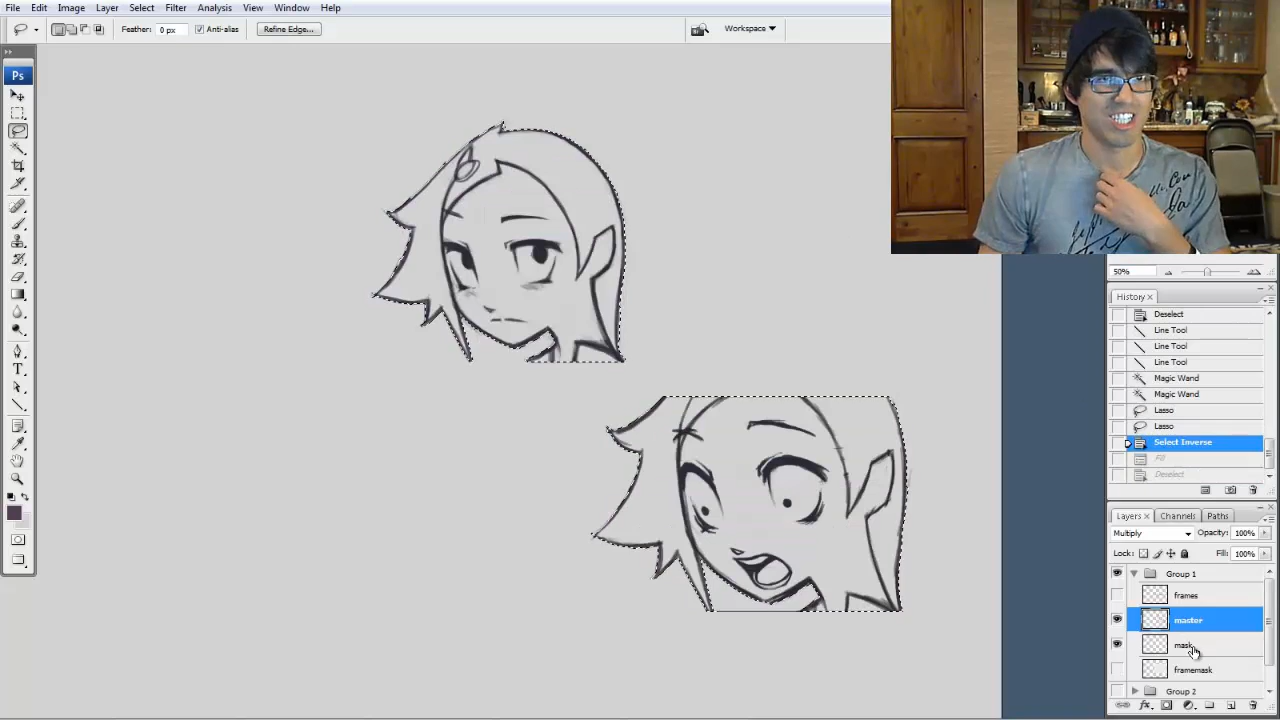 File Edit Image Layer Select Filter Analysis View Window Help
Feather: 0 px Anti-alias Refine Edge... Workspace
Ps
T
50%
History x
Deselect
Line Tool
Line Tool
Line Tool
Magic Wand
Magic Wand
Lasso
Lasso
Select Inverse
Fill
Deselect
Layers x Channels Paths
Multiply Opacity: 100%
Lock: Fill: 100%
Group 1
frames
master
mask
framemask
Group 2
fx